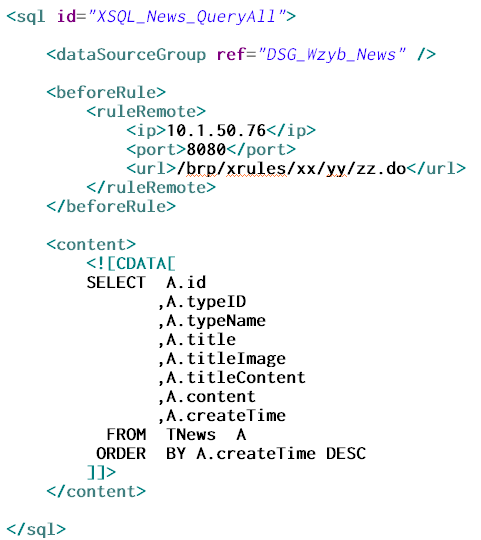 <sql id="XSQL_News_QueryAll">
<dataSourceGroup ref="DSG_Wzyb_News" />
<beforeRule>
<ruleRemote>
<ip>10.1.50.76</ip>
<port>8080</port>
<url>/brp/xrules/xx/yy/zz.do</url>
</ruleRemote>
</beforeRule>
<content>
<![CDATA[
SELECT  A.id
,A.typeID
,A.typeName
,A.title
,A.titleImage
,A.titleContent
,A.content
,A.createTime
FROM  TNews  A
ORDER  BY A.createTime DESC
]]>
</content>
</sql>